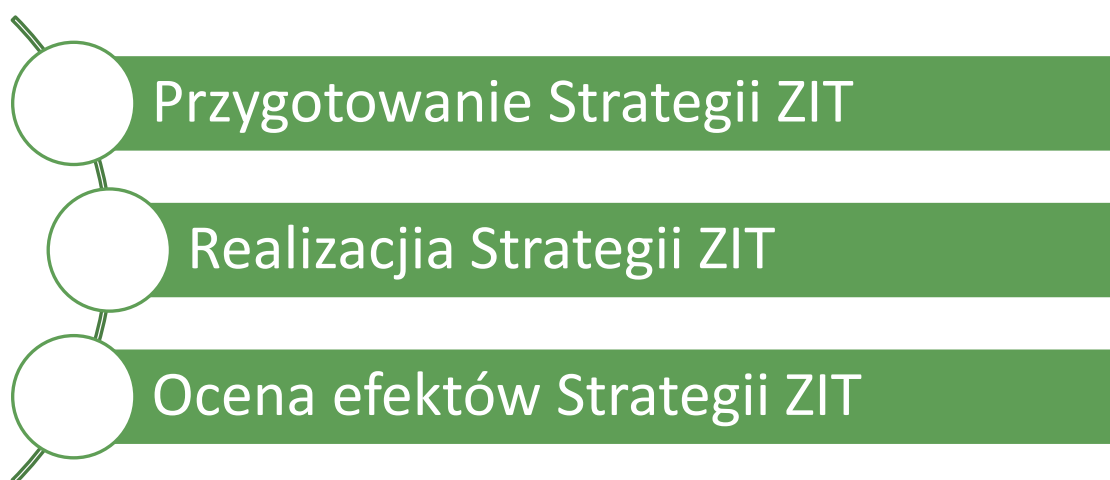 Przygotowanie Strategii ZIT
Realizacjia Strategii ZIT
Ocena efektów Strategii ZIT